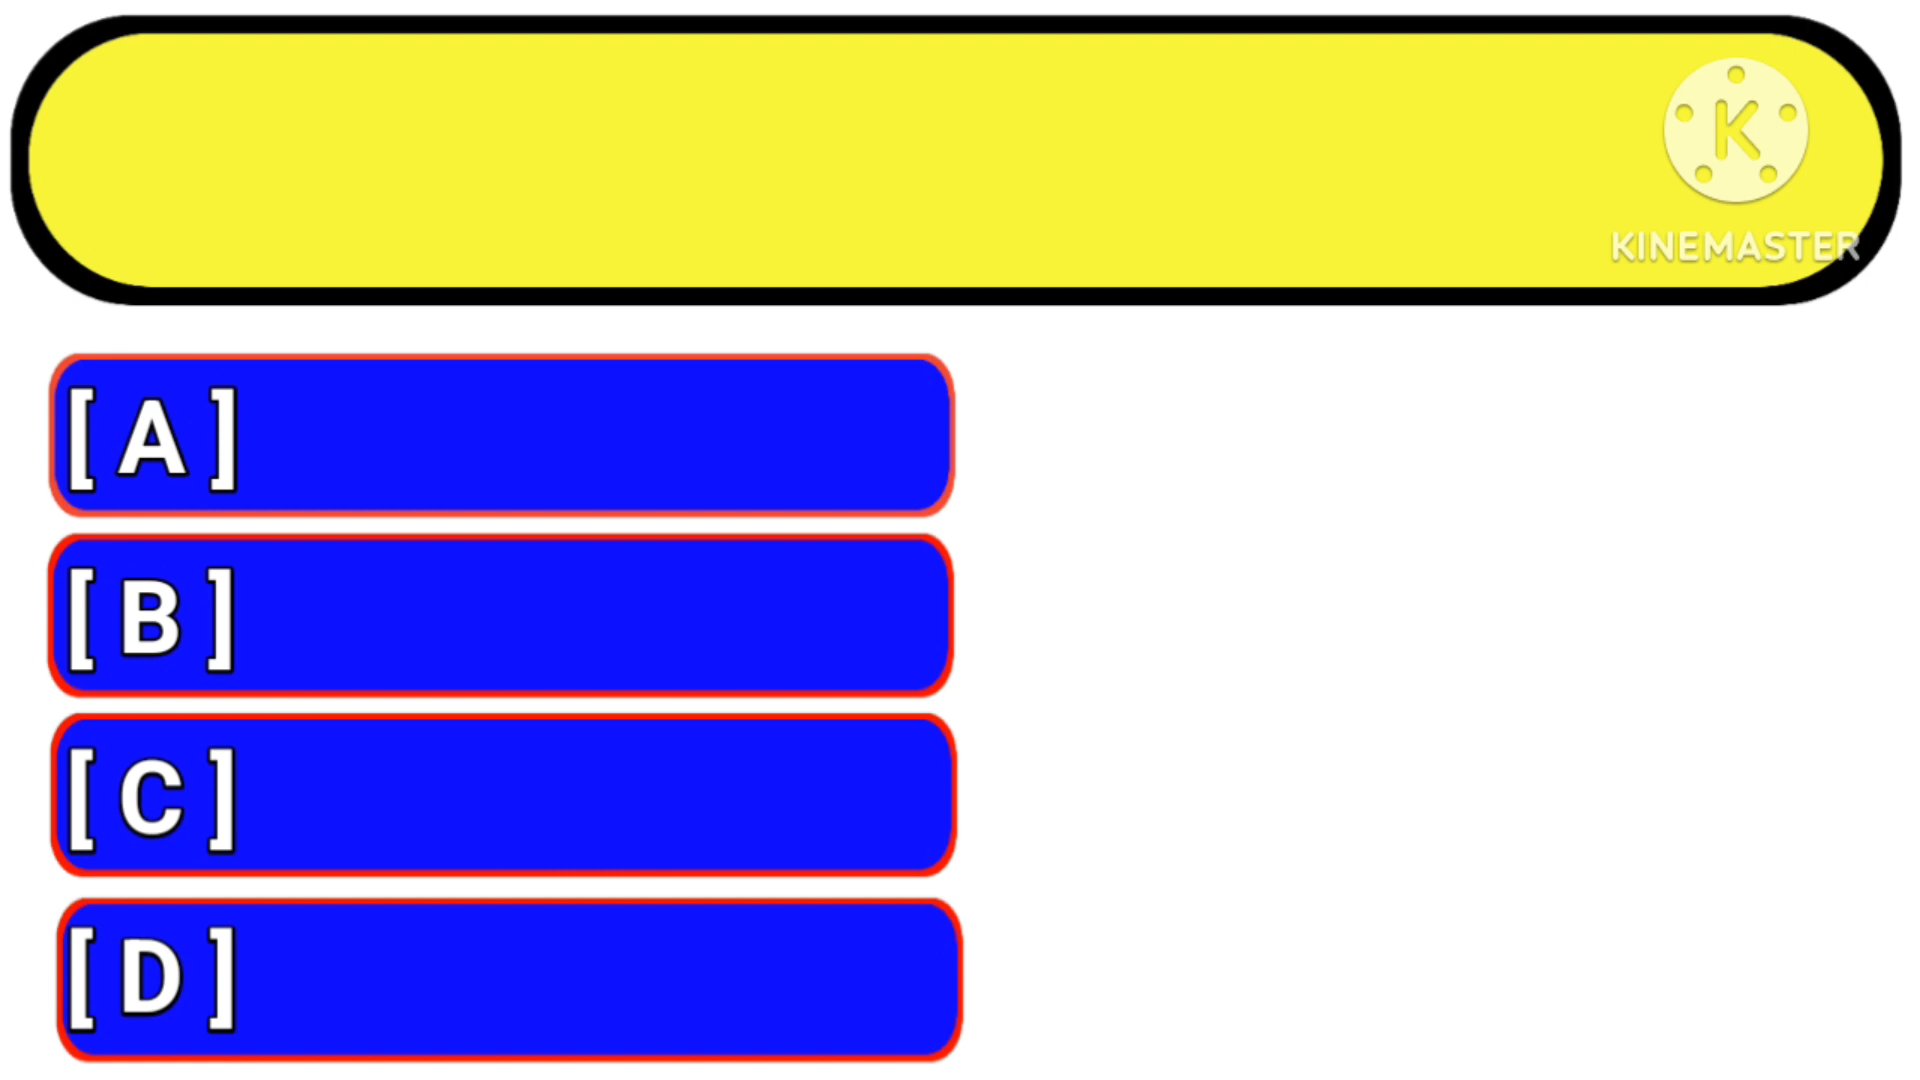 K
KINEMASTER
[ A ]
[ B ]
[ C ]
[ D ]